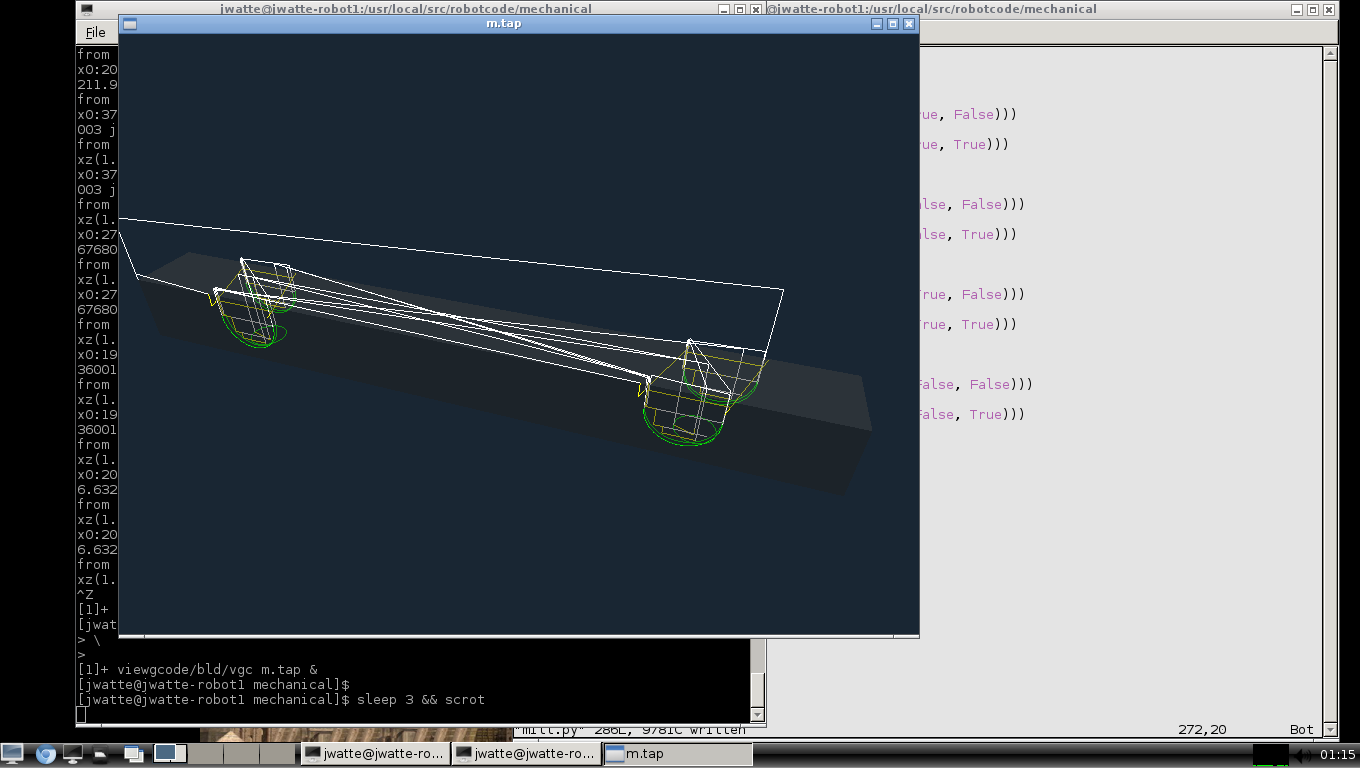 jwatte@jwatte-robot1:/usr/local/src/robotcode/mechanical
@jwatte-robot1:/usr/local/src/robotcode/mechanical
m.tap
File
from
x0:20
211.9
from
x0:37
003 j
from
xz(1.
x0:37
003 j
from
xz(1.
x0:27
67680
from
xz(1.
x0:27
67680
from
xz(1.
x0:19
36001
from
xz(1.
x0:19
36001
from
xz(1.
x0:20
6.632
from
xz(1.
x0:20
6.632
from
xz(1.
^Z
[1]+
[jwat
> \
>
[1]+ viewgcode/bld/vgc m.tap &
[jwatte@jwatte-robot1 mechanical]$
[jwatte@jwatte-robot1 mechanical]$ sleep 3 && scrot
rue, False)))
rue, True)))
alse, False)))
alse, True)))
True, False)))
True, True)))
False, False)))
False, True)))
"mill.py" 286L, 9781C written
272,20
Bot
jwatte@jwatte-ro...
jwatte@jwatte-ro...
m.tap
01:15